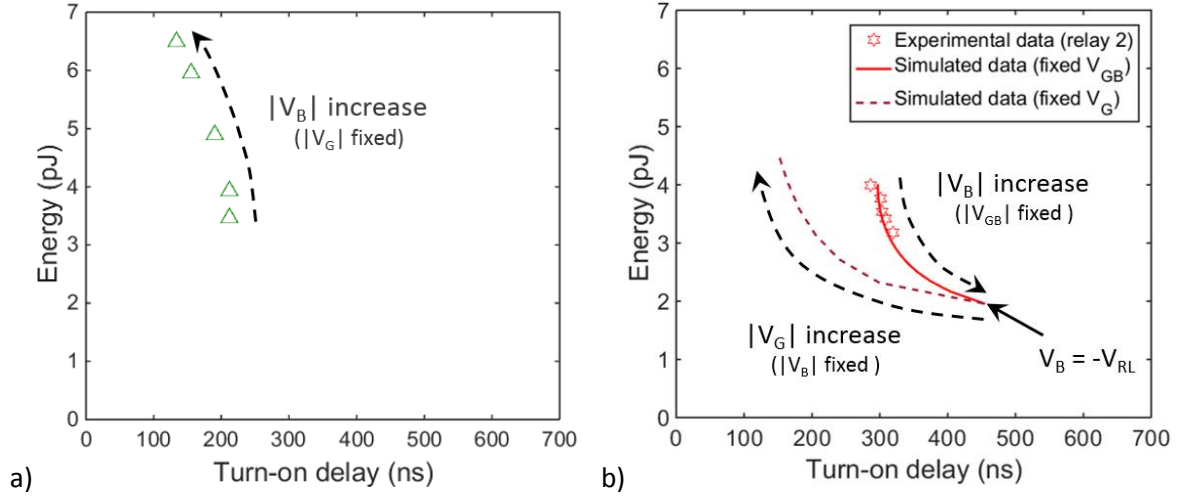 7
6
5
4
3
2
1
0
Energy (pJ)
|V_B| increase
(|V_G| fixed)
0 100 200 300 400 500 600 700
Turn-on delay (ns)
a)
7
6
5
4
3
2
1
0
Energy (pJ)
Experimental data (relay 2)
Simulated data (fixed V_GB)
Simulated data (fixed V_G)
|V_B| increase
(|V_GB| fixed )
|V_G| increase
(|V_B| fixed )
V_B = -V_RL
0 100 200 300 400 500 600 700
Turn-on delay (ns)
b)